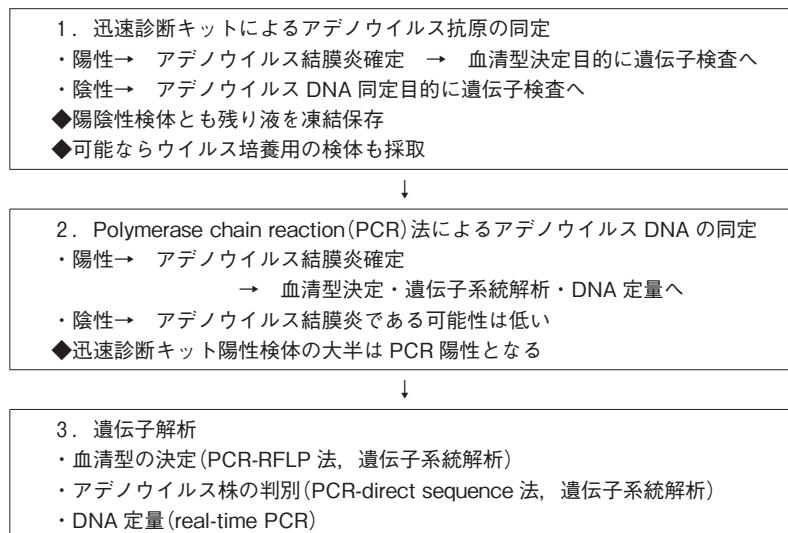 1．迅速診断キットによるアデノウイルス抗原の同定
・陽性→　アデノウイルス結膜炎確定　→　血清型決定目的に遺伝子検査へ
・陰性→　アデノウイルス DNA 同定目的に遺伝子検査へ
◆陽陰性検体とも残り液を凍結保存
◆可能ならウイルス培養用の検体も採取
↓
2．Polymerase chain reaction(PCR)法によるアデノウイルス DNA の同定
・陽性→　アデノウイルス結膜炎確定
→　血清型決定・遺伝子系統解析・DNA 定量へ
・陰性→　アデノウイルス結膜炎である可能性は低い
◆迅速診断キット陽性検体の大半は PCR 陽性となる
↓
3．遺伝子解析
・血清型の決定(PCR-RFLP 法，遺伝子系統解析)
・アデノウイルス株の判別(PCR-direct sequence 法，遺伝子系統解析)
・DNA 定量(real-time PCR)